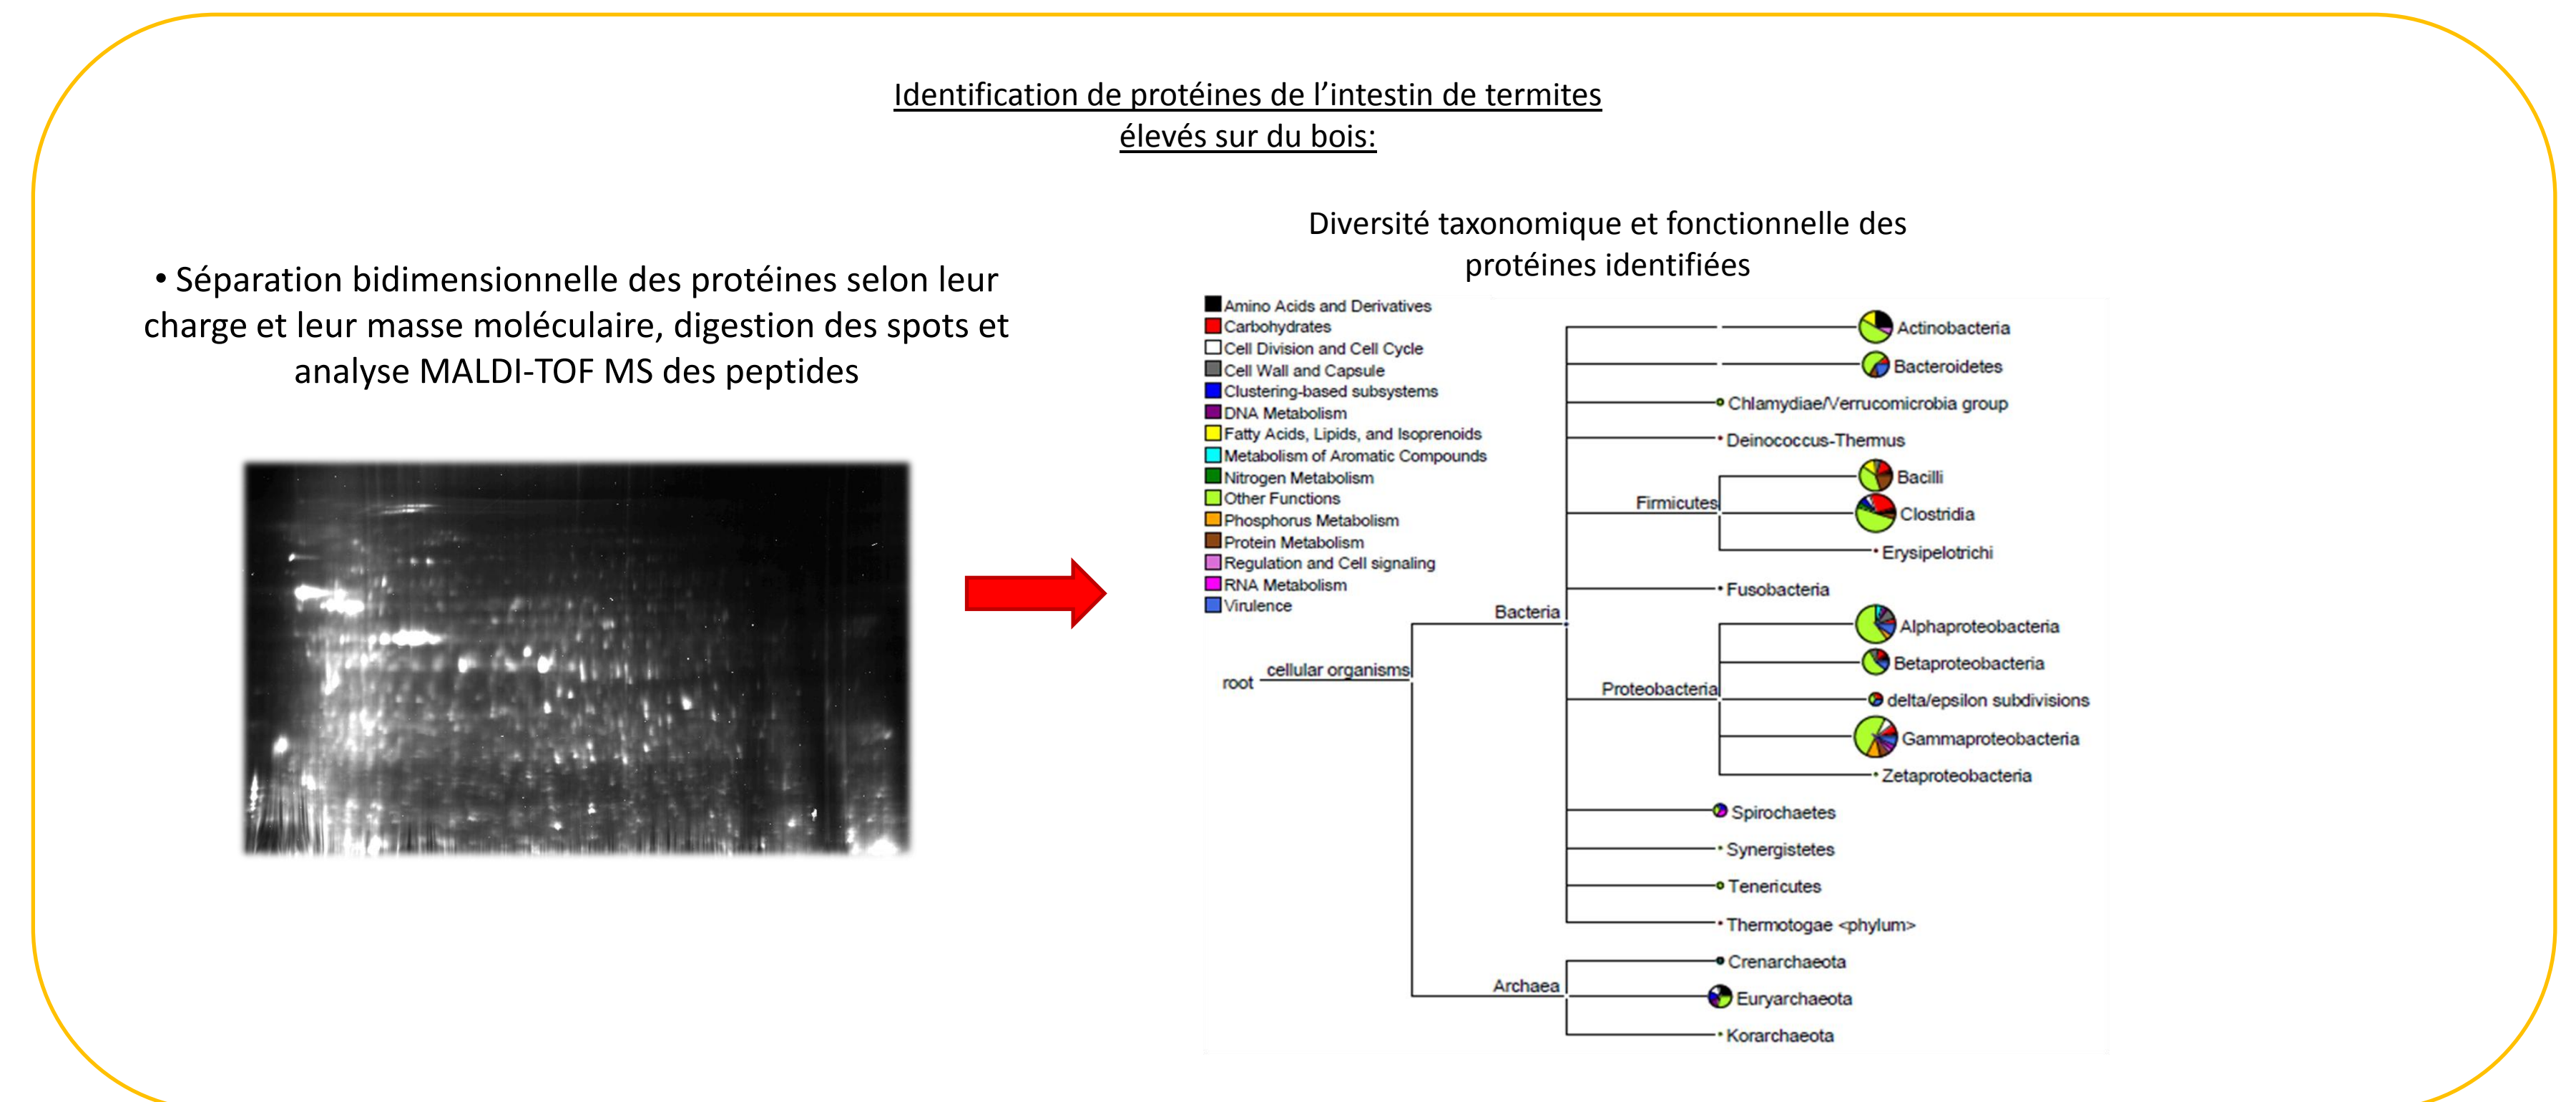 Identification de protéines de l’intestin de termites
élevés sur du bois:
• Séparation bidimensionnelle des protéines selon leur
charge et leur masse moléculaire, digestion des spots et
analyse MALDI-TOF MS des peptides
Diversité taxonomique et fonctionnelle des
protéines identifiées
Amino Acids and Derivatives
Carbohydrates
Cell Division and Cell Cycle
Cell Wall and Capsule
Clustering-based subsystems
DNA Metabolism
Fatty Acids, Lipids, and Isoprenoids
Metabolism of Aromatic Compounds
Nitrogen Metabolism
Other Functions
Phosphorus Metabolism
Protein Metabolism
Regulation and Cell signaling
RNA Metabolism
Virulence
root
cellular organisms
Bacteria
Actinobacteria
Bacteroidetes
Chlamydiae/Verrucomicrobia group
Deinococcus-Thermus
Firmicutes
Bacilli
Clostridia
Erysipelotrichi
Fusobacteria
Proteobacteria
Alphaproteobacteria
Betaproteobacteria
delta/epsilon subdivisions
Gammaproteobacteria
Zetaproteobacteria
Spirochaetes
Synergistetes
Tenericutes
Thermotogae <phylum>
Archaea
Crenarchaeota
Euryarchaeota
Korarchaeota